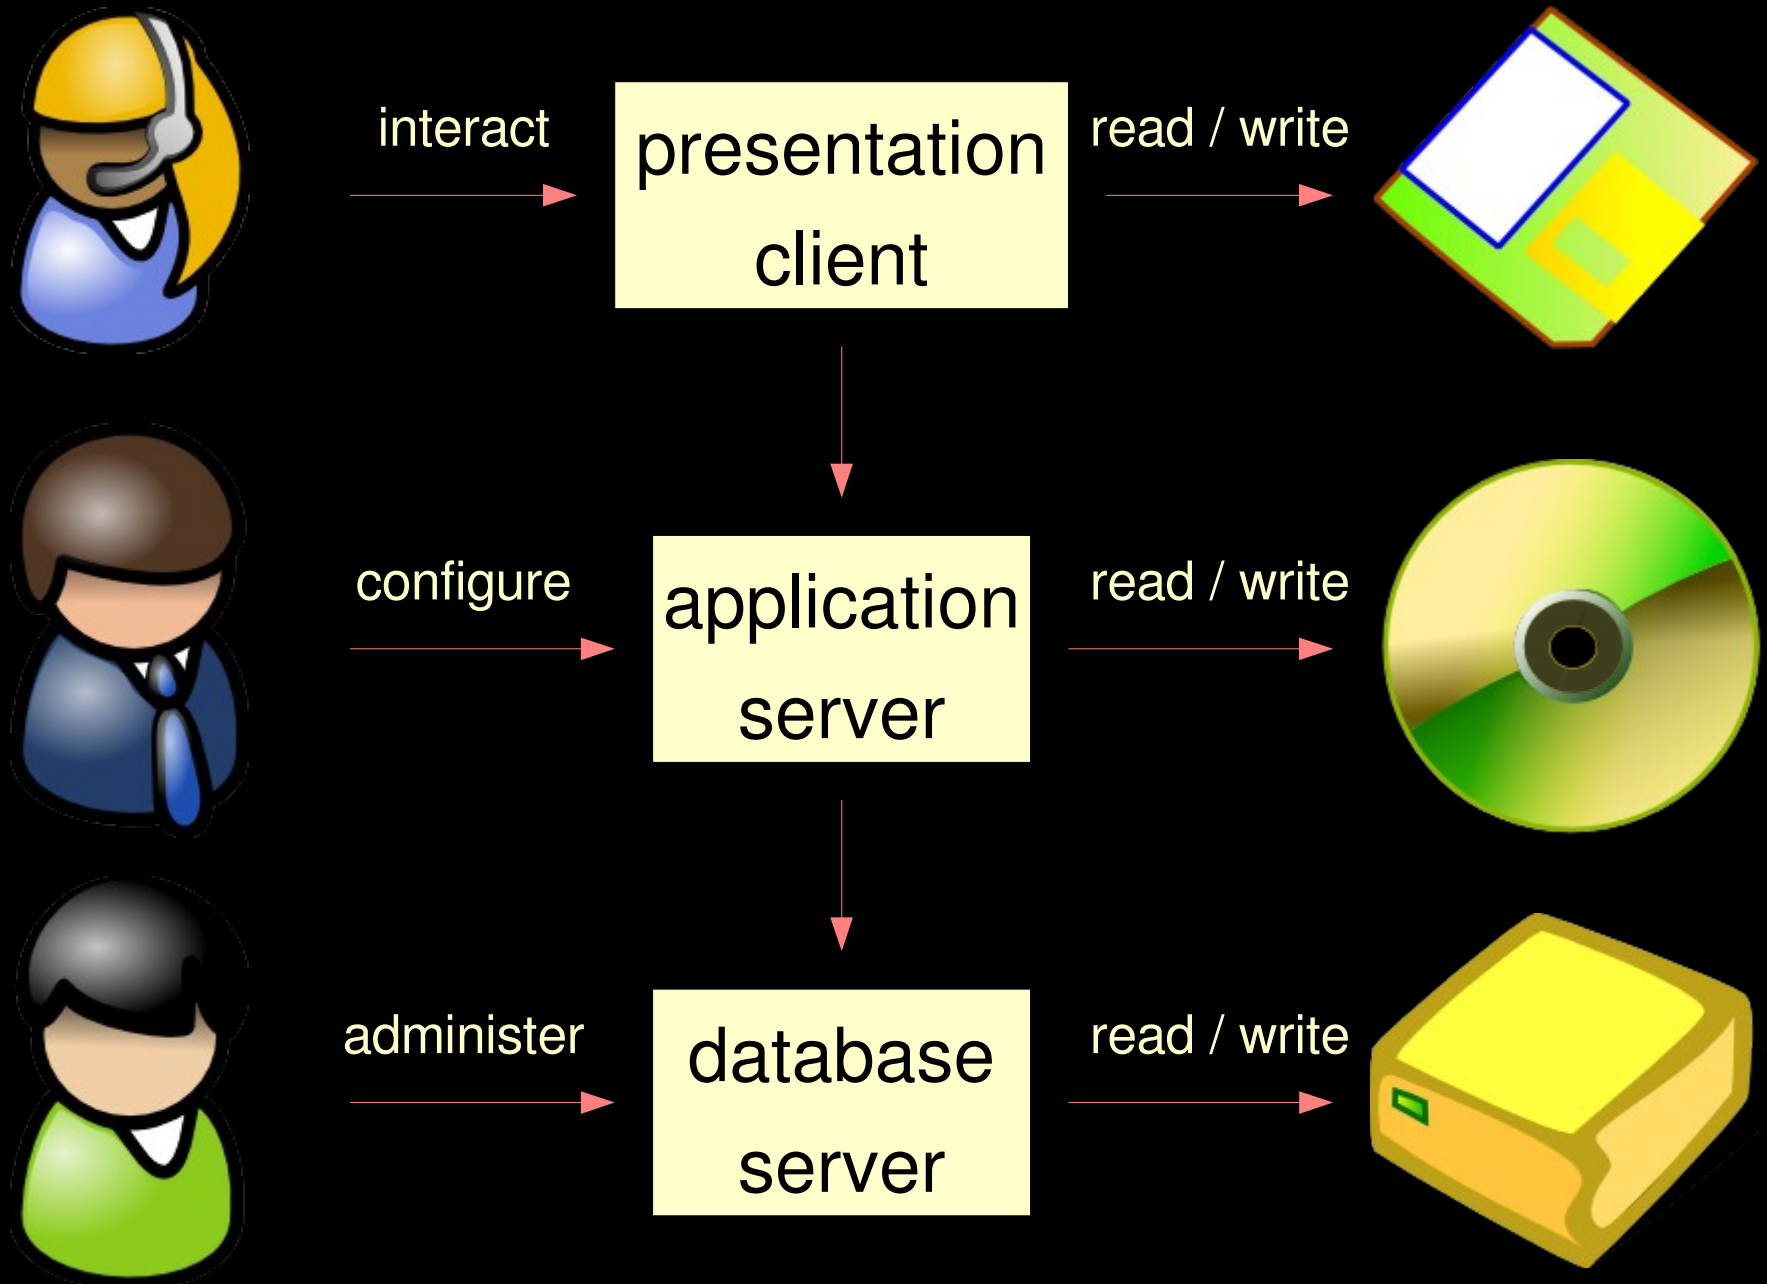 interact
presentation
client
read / write
configure
application
server
read / write
administer
database
server
read / write